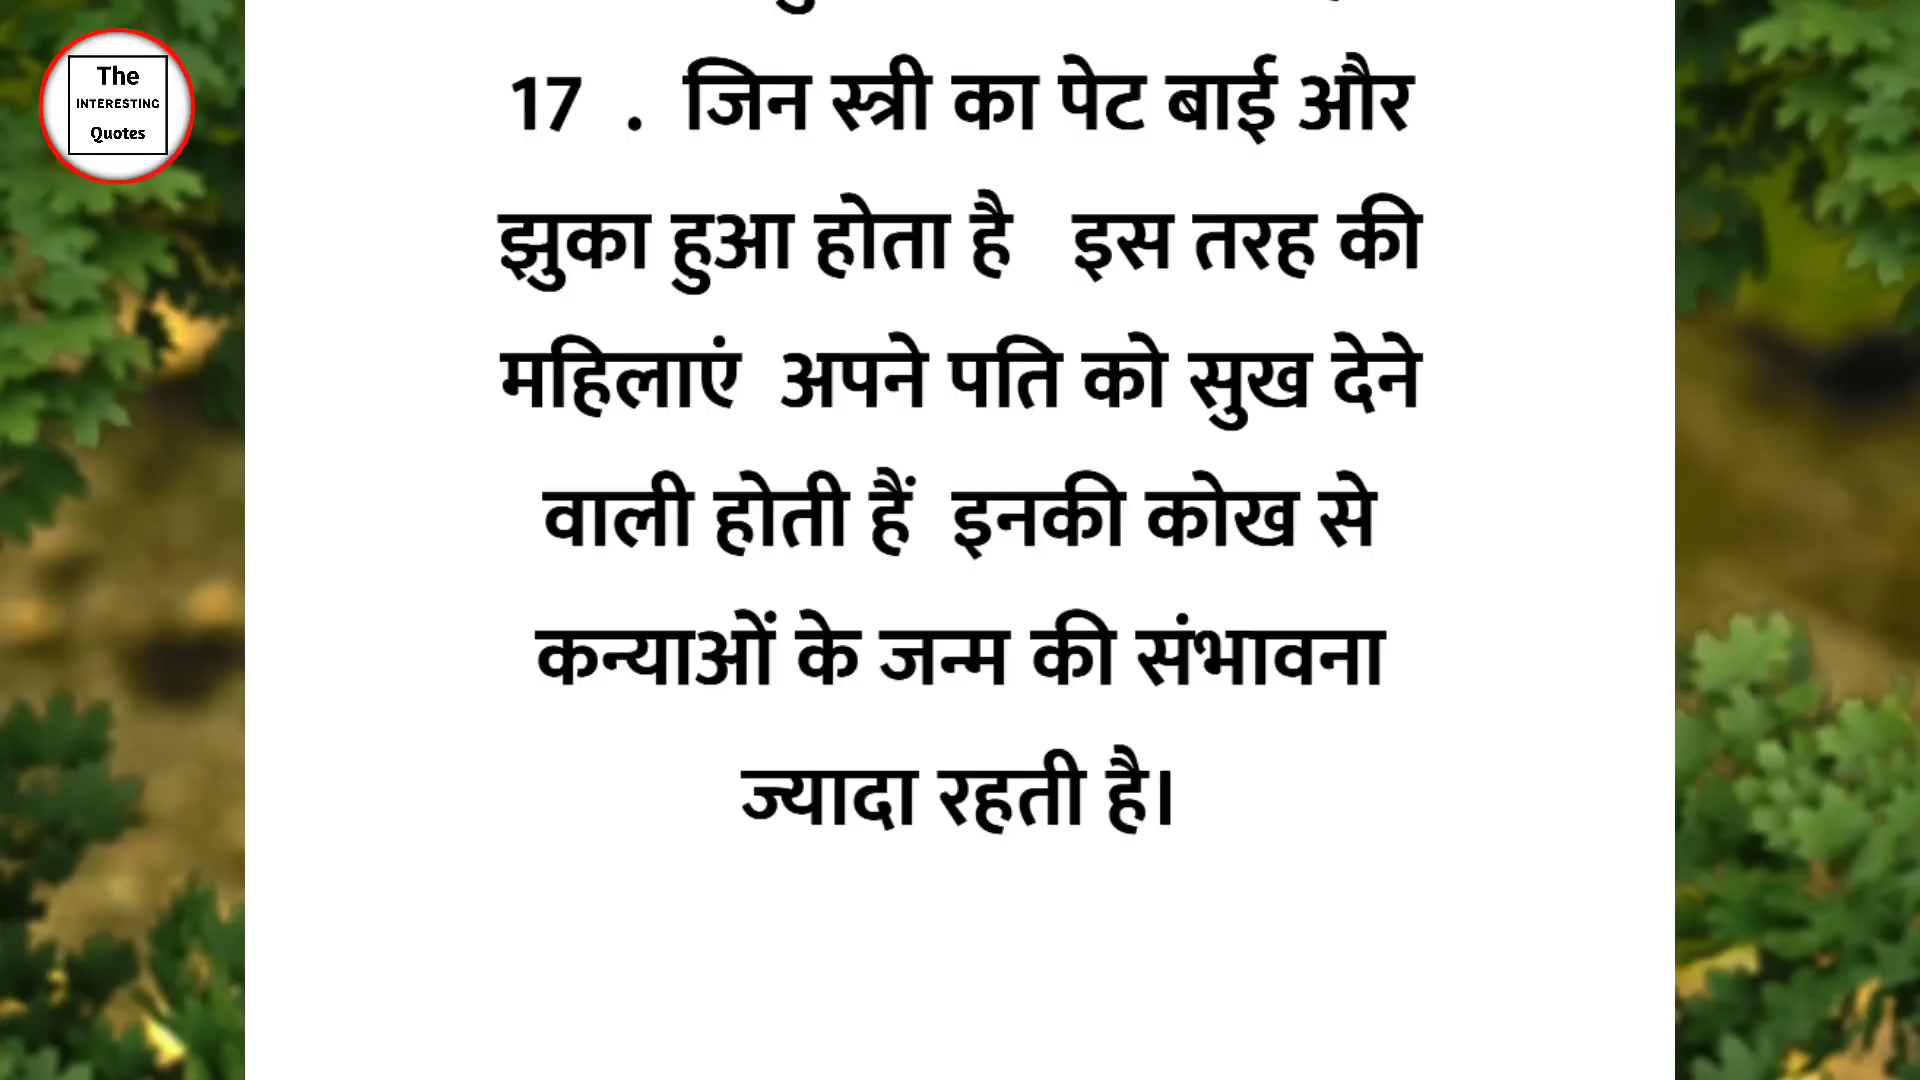 The
INTERESTING
Quotes
17 . जिन स्त्री का पेट बाई और
झुका हुआ होता है इस तरह की
महिलाएं अपने पति को सुख देने
वाली होती हैं इनकी कोख से
कन्याओं के जन्म की संभावना
ज्यादा रहती है।